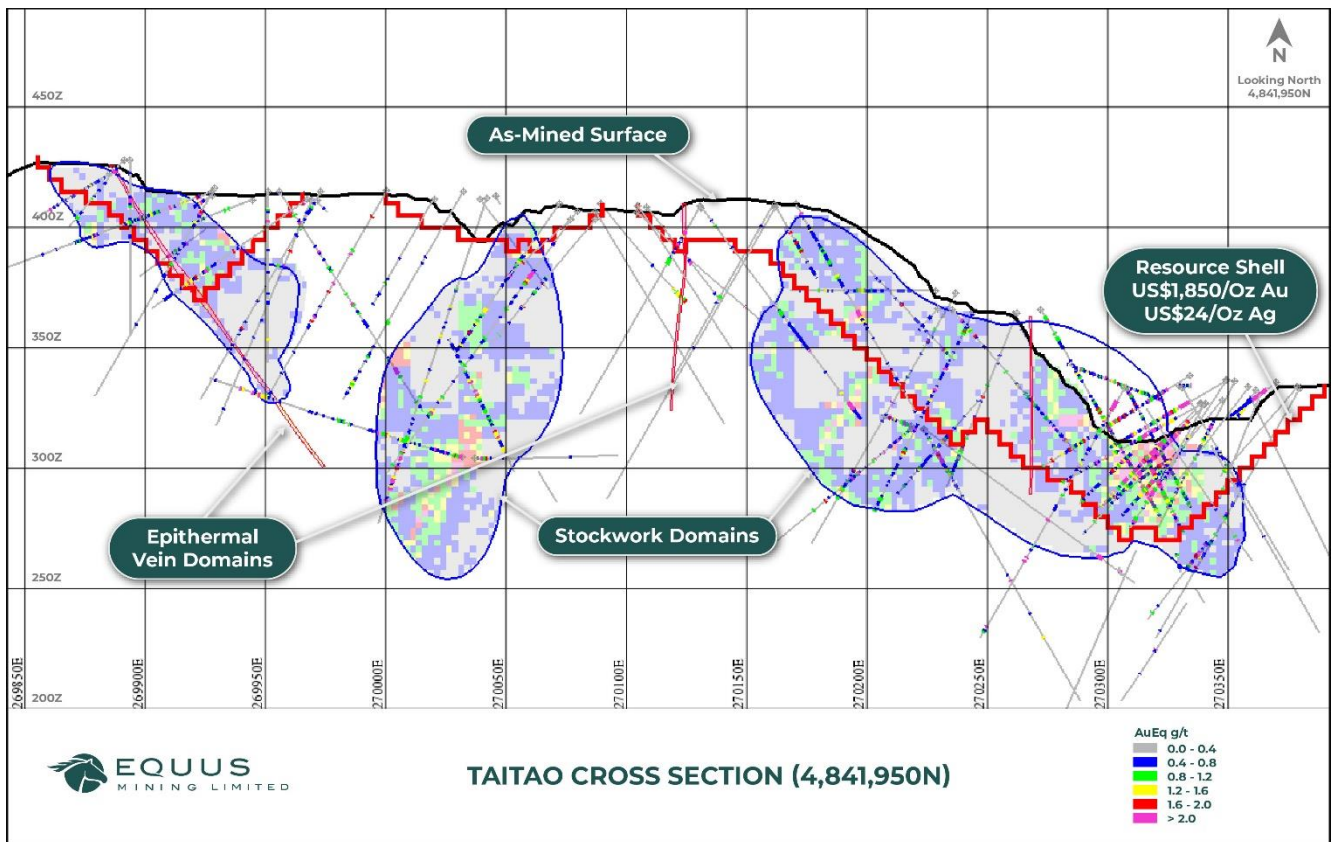 N
Looking North
4,841,950N
450Z
As-Mined Surface
400Z
Resource Shell
US$1,850/Oz Au
US$24/Oz Ag
350Z
300Z
Epithermal
Vein Domains
Stockwork Domains
250Z
269850E
269900E
269950E
270000E
270050E
270100E
270150E
270200E
270250E
270300E
270350E
200Z
EQUUS
MINING LIMITED
TAITAO CROSS SECTION (4,841,950N)
AuEq g/t
0.0 - 0.4
0.4 - 0.8
0.8 - 1.2
1.2 - 1.6
1.6 - 2.0
> 2.0